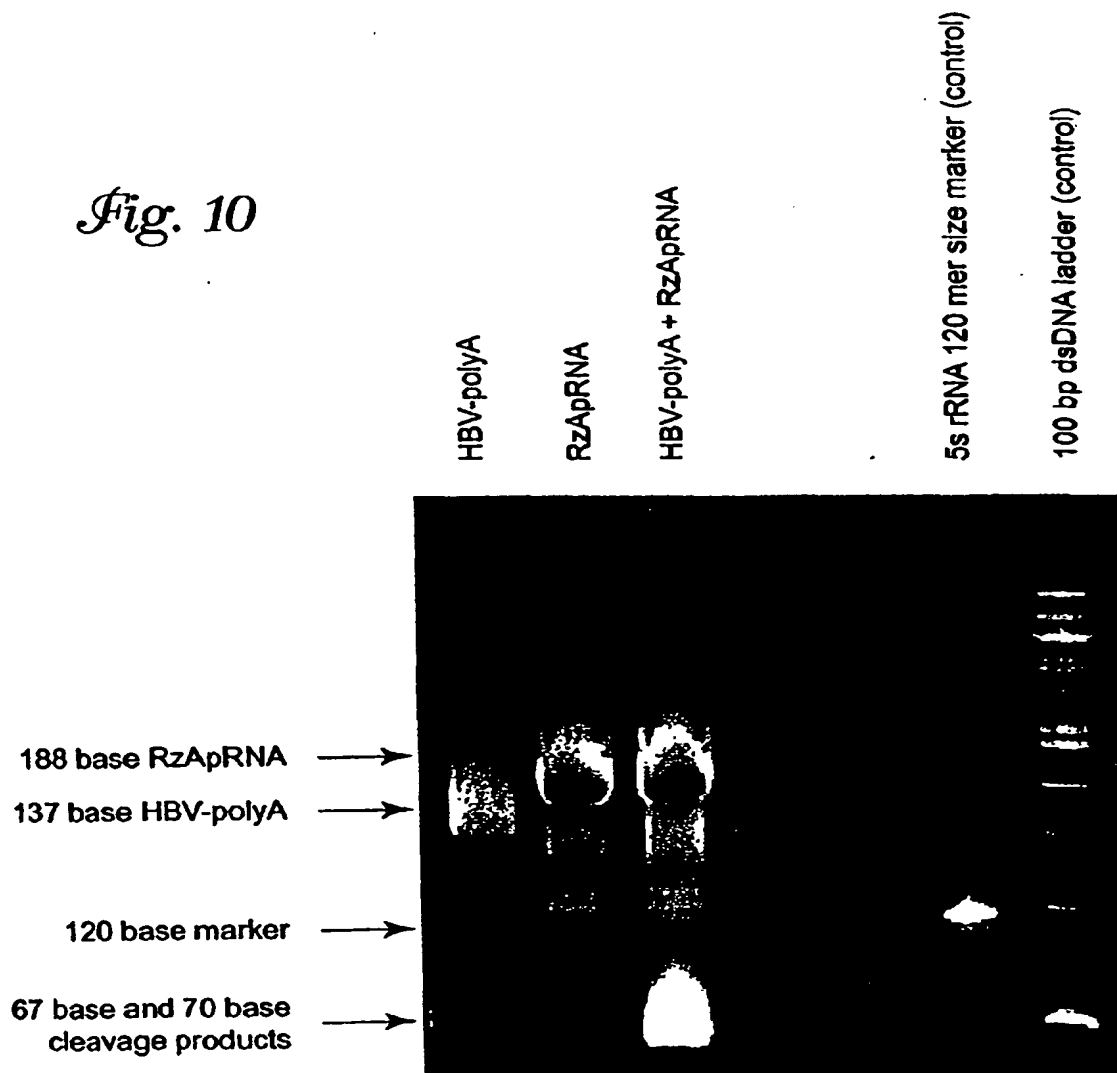 Fig. 10
HBV-polyA
RzApRNA
HBV-polyA + RzApRNA
5s rRNA 120 mer size marker (control)
100 bp dsDNA ladder (control)
188 base RzApRNA
137 base HBV-polyA
120 base marker
67 base and 70 base
cleavage products